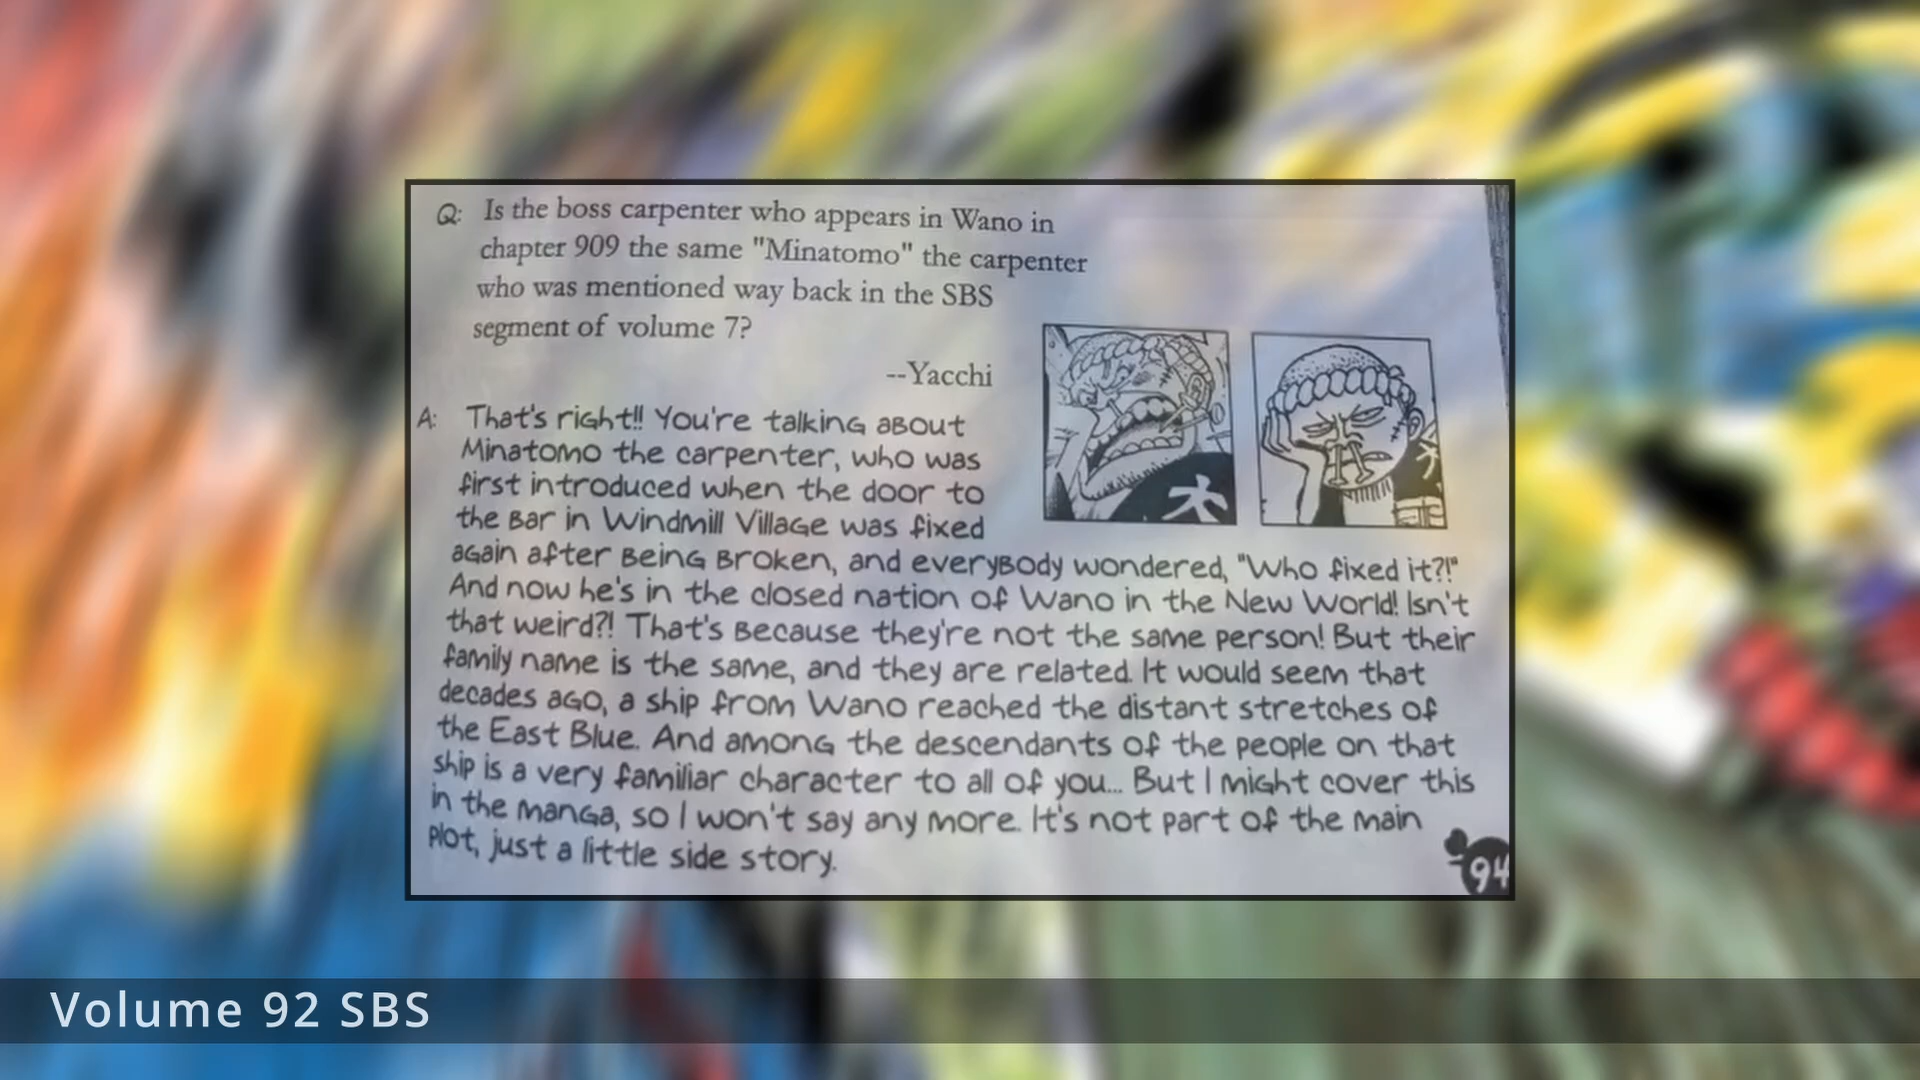 Q: Is the boss carpenter who appears in Wano in
chapter 909 the same "Minatomo" the carpenter
who was mentioned way back in the SBS
segment of volume 7?
--Yacchi
A: That's right!! You're talking about
Minatomo the carpenter, who was
first introduced when the door to
the bar in Windmill Village was fixed
again after being broken, and everybody wondered, "Who fixed it?!"
And now he's in the closed nation of Wano in the New World! Isn't
that weird?! That's because they're not the same person! But their
family name is the same, and they are related. It would seem that
decades ago, a ship from Wano reached the distant stretches of
the East Blue. And among the descendants of the people on that
ship is a very familiar character to all of you... But I might cover this
in the manga, so I won't say any more. It's not part of the main
plot, just a little side story.
94
Volume 92 SBS